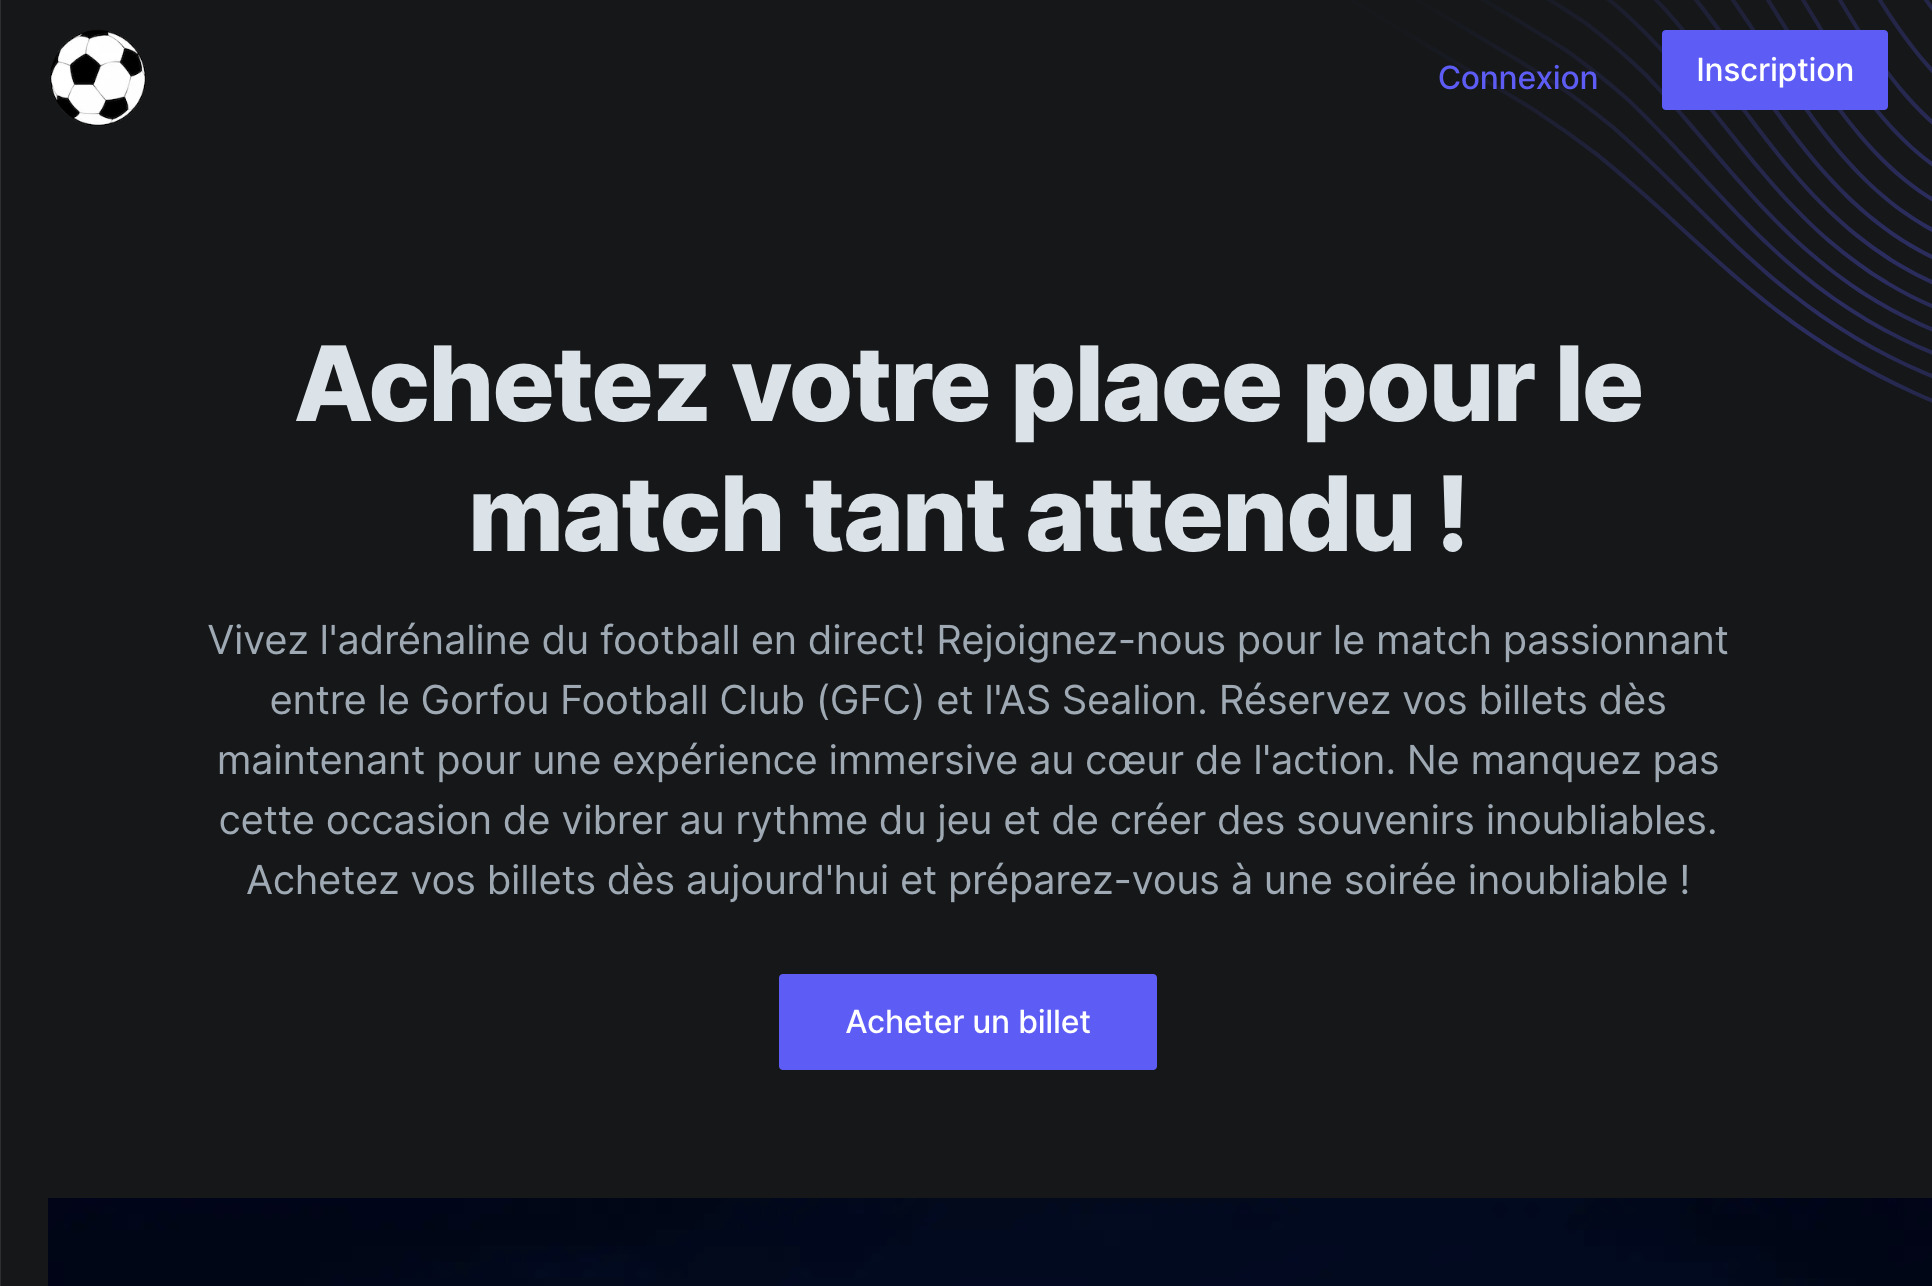 Connexion
Inscription
Achetez votre place pour le
match tant attendu !
Vivez l'adrénaline du football en direct! Rejoignez-nous pour le match passionnant
entre le Gorfou Football Club (GFC) et l'AS Sealion. Réservez vos billets dès
maintenant pour une expérience immersive au cœur de l'action. Ne manquez pas
cette occasion de vibrer au rythme du jeu et de créer des souvenirs inoubliables.
Achetez vos billets dès aujourd'hui et préparez-vous à une soirée inoubliable !
Acheter un billet